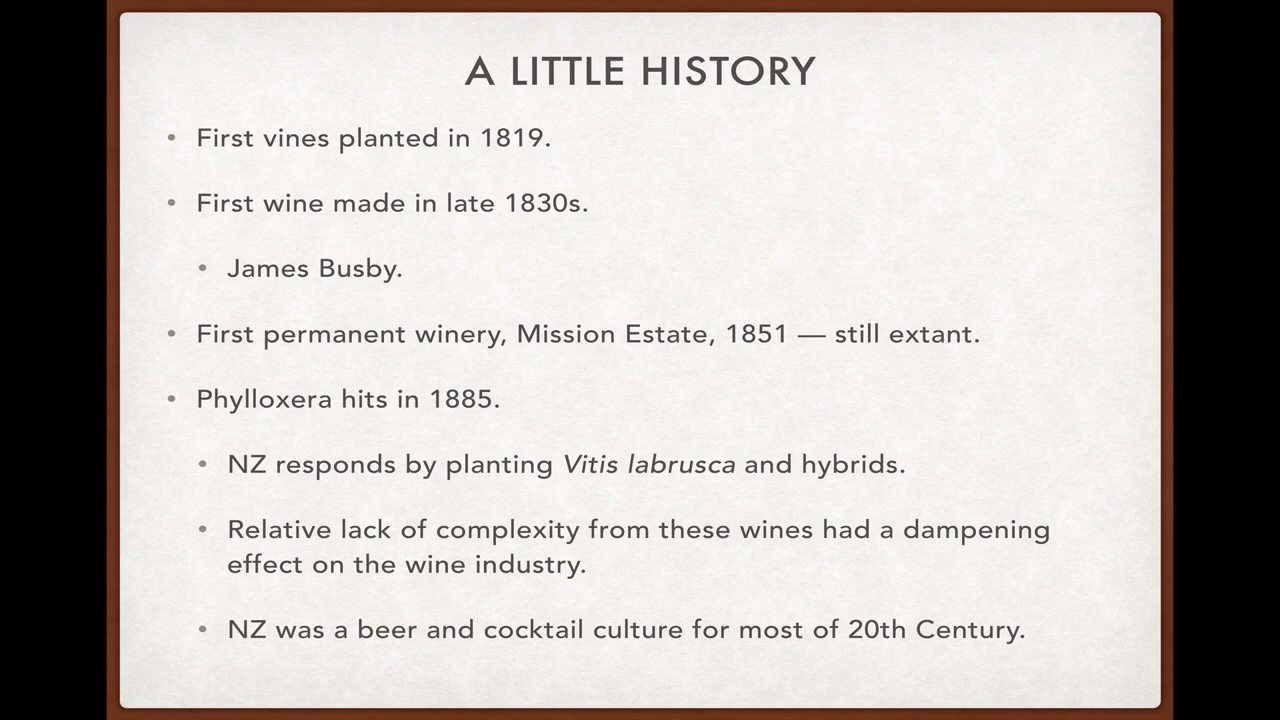 A LITTLE HISTORY
• First vines planted in 1819.
• First wine made in late 1830s.
• James Busby.
• First permanent winery, Mission Estate, 1851 — still extant.
• Phylloxera hits in 1885.
• NZ responds by planting Vitis labrusca and hybrids.
• Relative lack of complexity from these wines had a dampening
effect on the wine industry.
• NZ was a beer and cocktail culture for most of 20th Century.